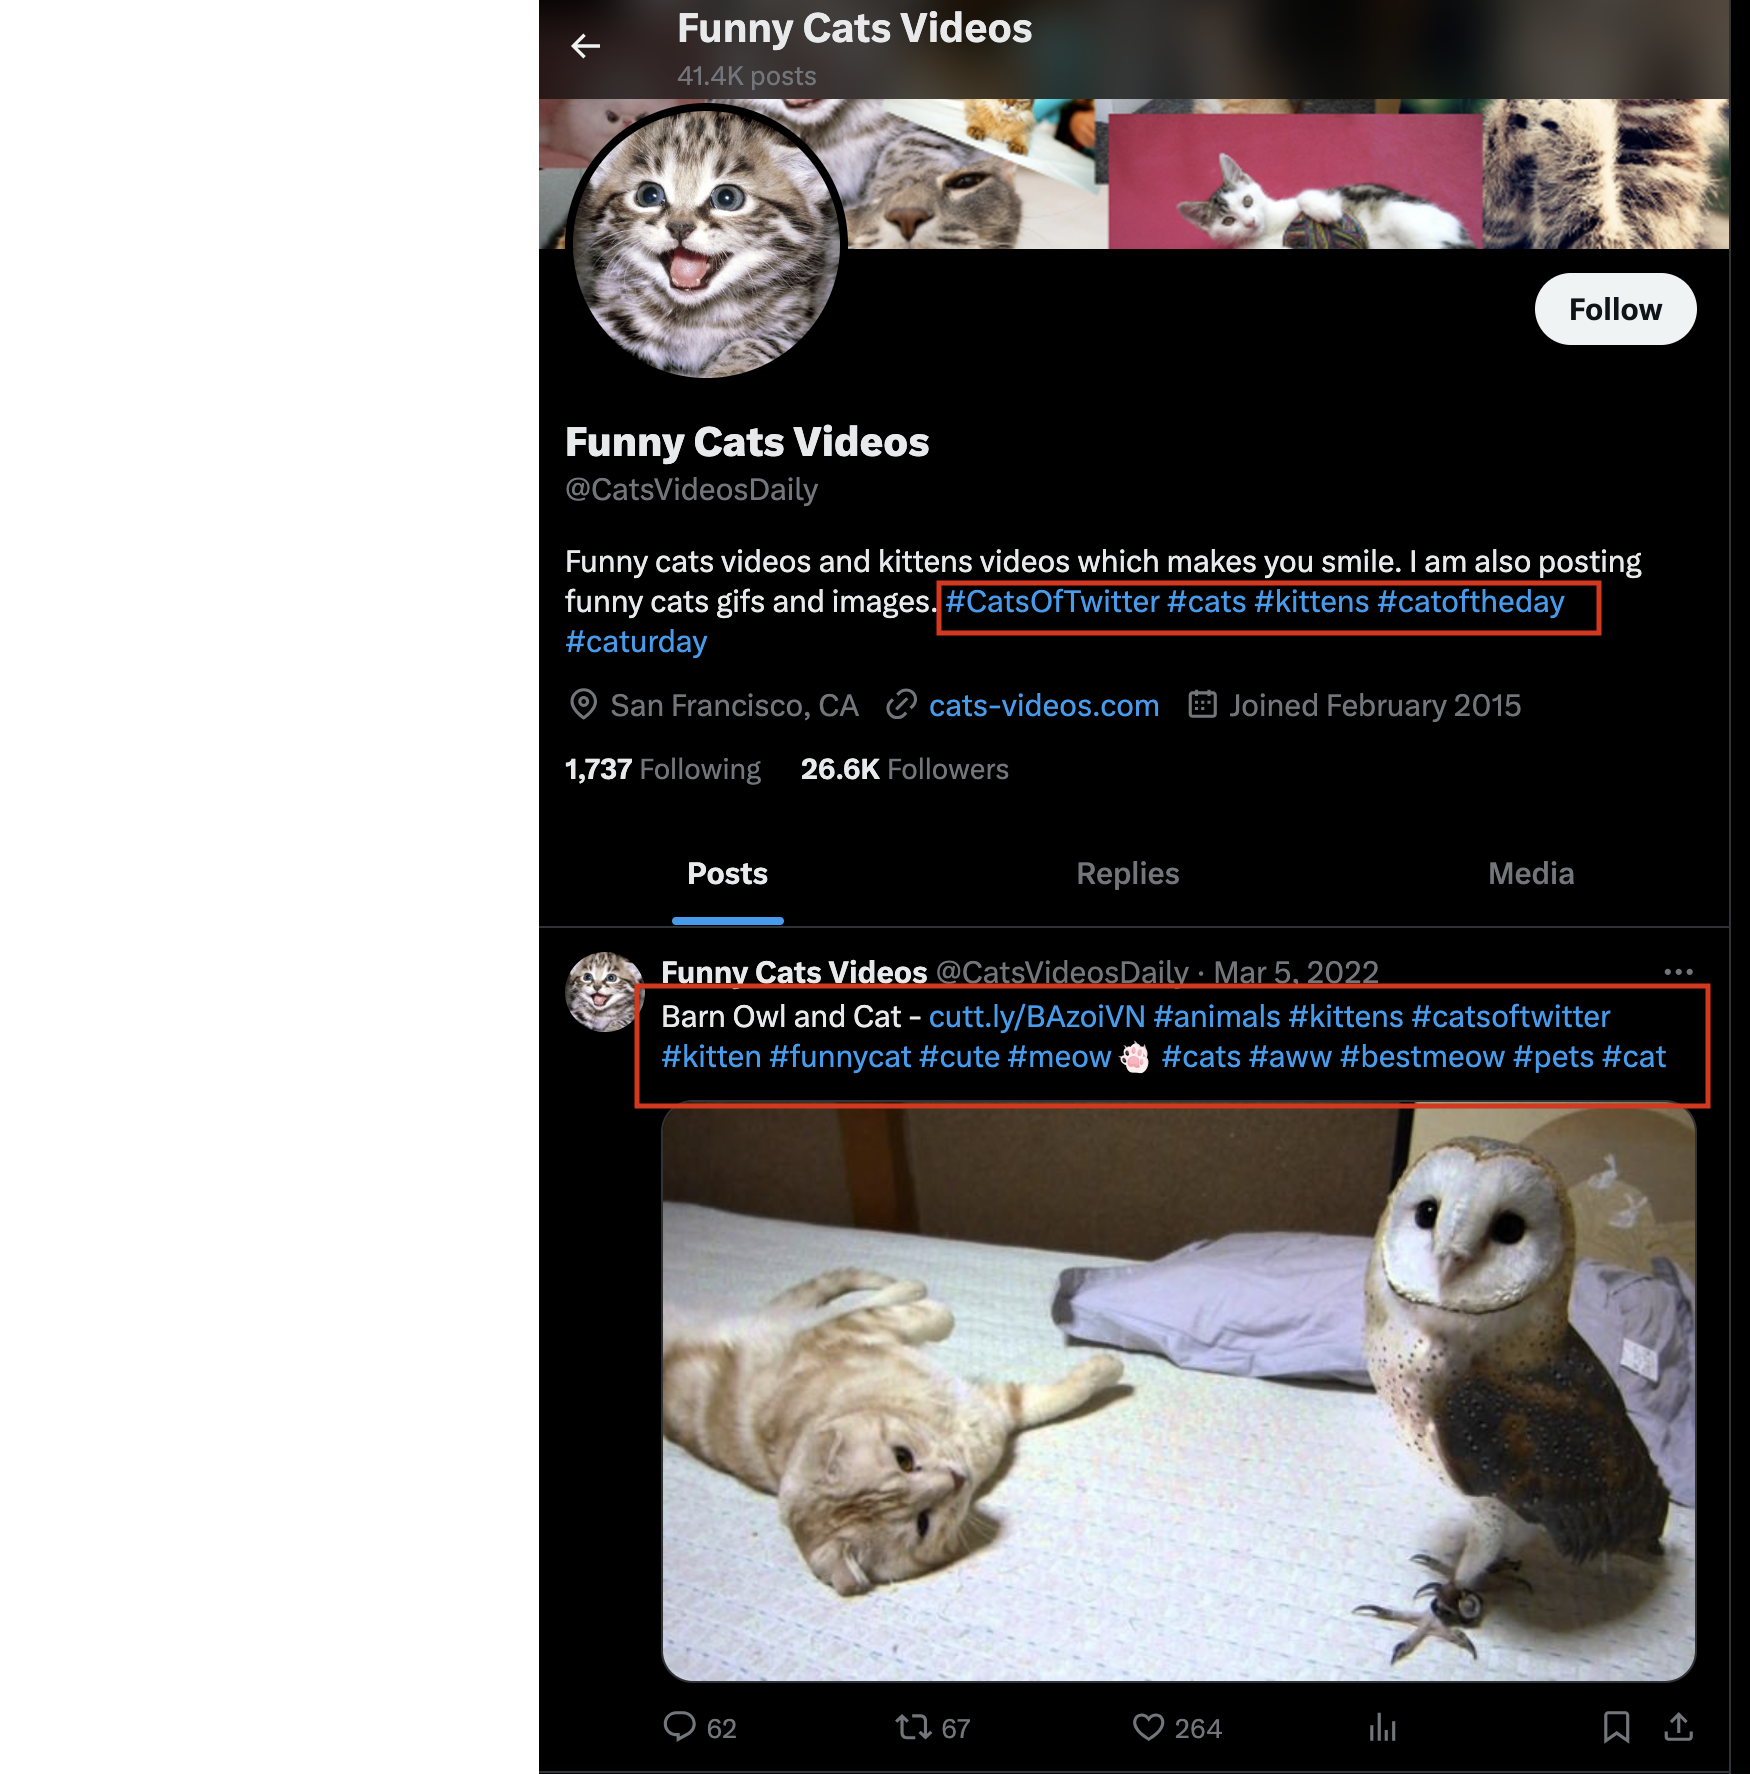 Funny Cats Videos
41.4K posts
Follow
Funny Cats Videos
@CatsVideosDaily
Funny cats videos and kittens videos which makes you smile. I am also posting
funny cats gifs and images. #CatsOfTwitter #cats #kittens #catoftheday
#caturday
San Francisco, CA cats-videos.com Joined February 2015
1,737 Following 26.6K Followers
Posts Replies Media
Funny Cats Videos @CatsVideosDaily · Mar 5, 2022
Barn Owl and Cat - cutt.ly/BAzoiVN #animals #kittens #catsoftwitter
#kitten #funnycat #cute #meow 🐾 #cats #aww #bestmeow #pets #cat
62 67 264